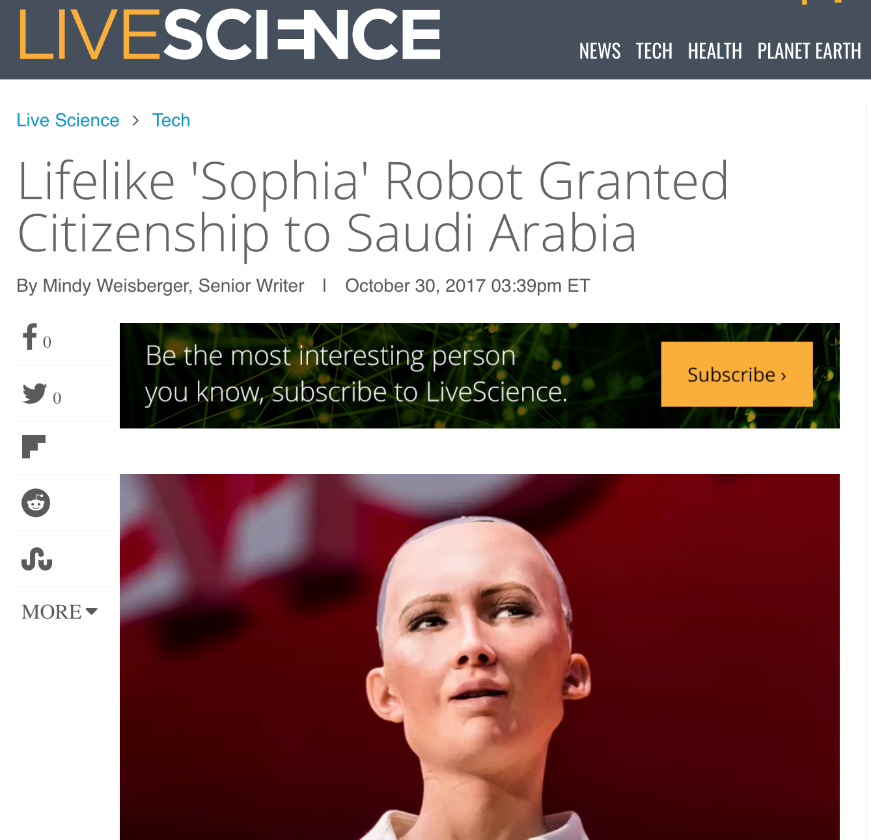 LIVESCIENCE
NEWS TECH HEALTH PLANET EARTH
Live Science > Tech
Lifelike 'Sophia' Robot Granted
Citizenship to Saudi Arabia
By Mindy Weisberger, Senior Writer | October 30, 2017 03:39pm ET
0
0
MORE
Be the most interesting person
you know, subscribe to LiveScience.
Subscribe ›